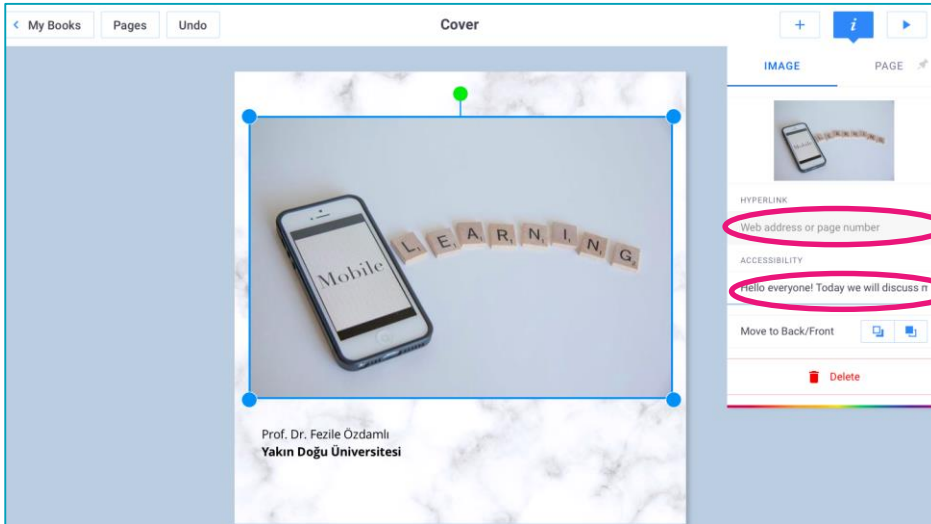 My Books Pages Undo Cover + i
IMAGE PAGE
HYPERLINK
Web address or page number
ACCESSIBILITY
Hello everyone! Today we will discuss
Move to Back/Front
Delete
Mobile
LEARNING
Prof. Dr. Fezile Özdamlı
Yakın Doğu Üniversitesi